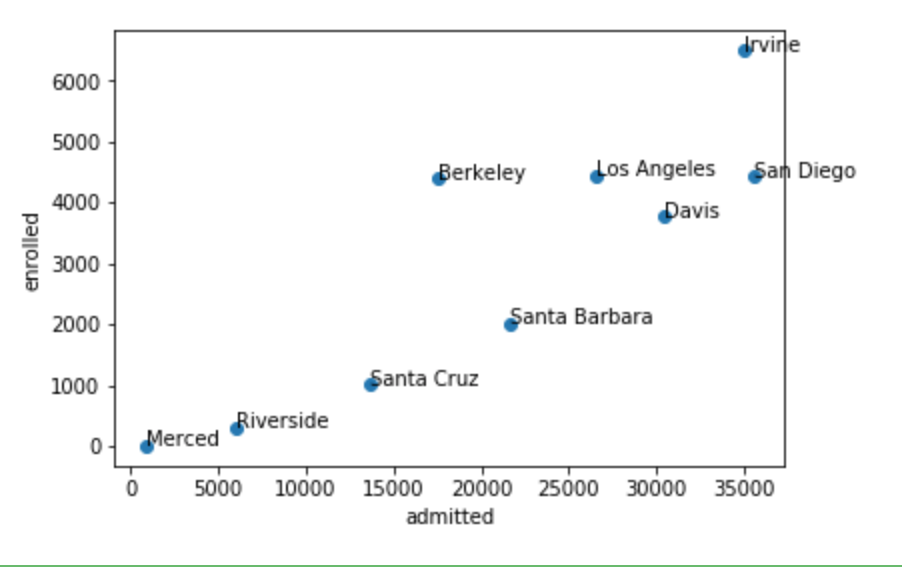 Irvine
6000
5000
Berkeley
Los Angeles
San Diego
4000
Davis
enrolled
3000
2000
Santa Barbara
1000
Santa Cruz
Riverside
0
Merced
0 5000 10000 15000 20000 25000 30000 35000
admitted